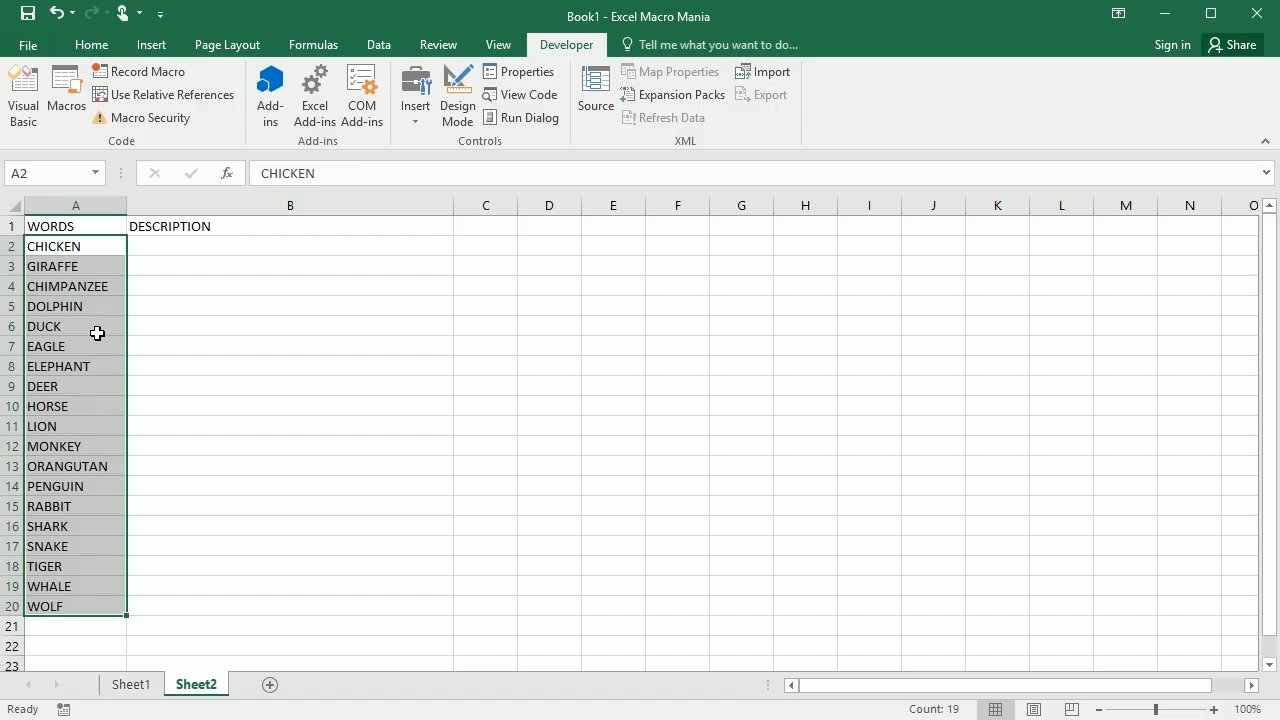 Book1 - Excel Macro Mania
File Home Insert Page Layout Formulas Data Review View Developer Tell me what you want to do... Sign in Share
Visual Basic
Macros
Record Macro
Use Relative References
Macro Security
Code
Add-ins
Excel Add-ins
COM Add-ins
Add-ins
Insert
Design Mode
Properties
View Code
Run Dialog
Controls
Source
Map Properties
Expansion Packs
Refresh Data
Import
Export
XML
A2 fx CHICKEN
A B C D E F G H I J K L M N O
1 WORDS DESCRIPTION
2 CHICKEN
3 GIRAFFE
4 CHIMPANZEE
5 DOLPHIN
6 DUCK
7 EAGLE
8 ELEPHANT
9 DEER
10 HORSE
11 LION
12 MONKEY
13 ORANGUTAN
14 PENGUIN
15 RABBIT
16 SHARK
17 SNAKE
18 TIGER
19 WHALE
20 WOLF
21
22
23
Sheet1 Sheet2
Ready Count: 19 100%